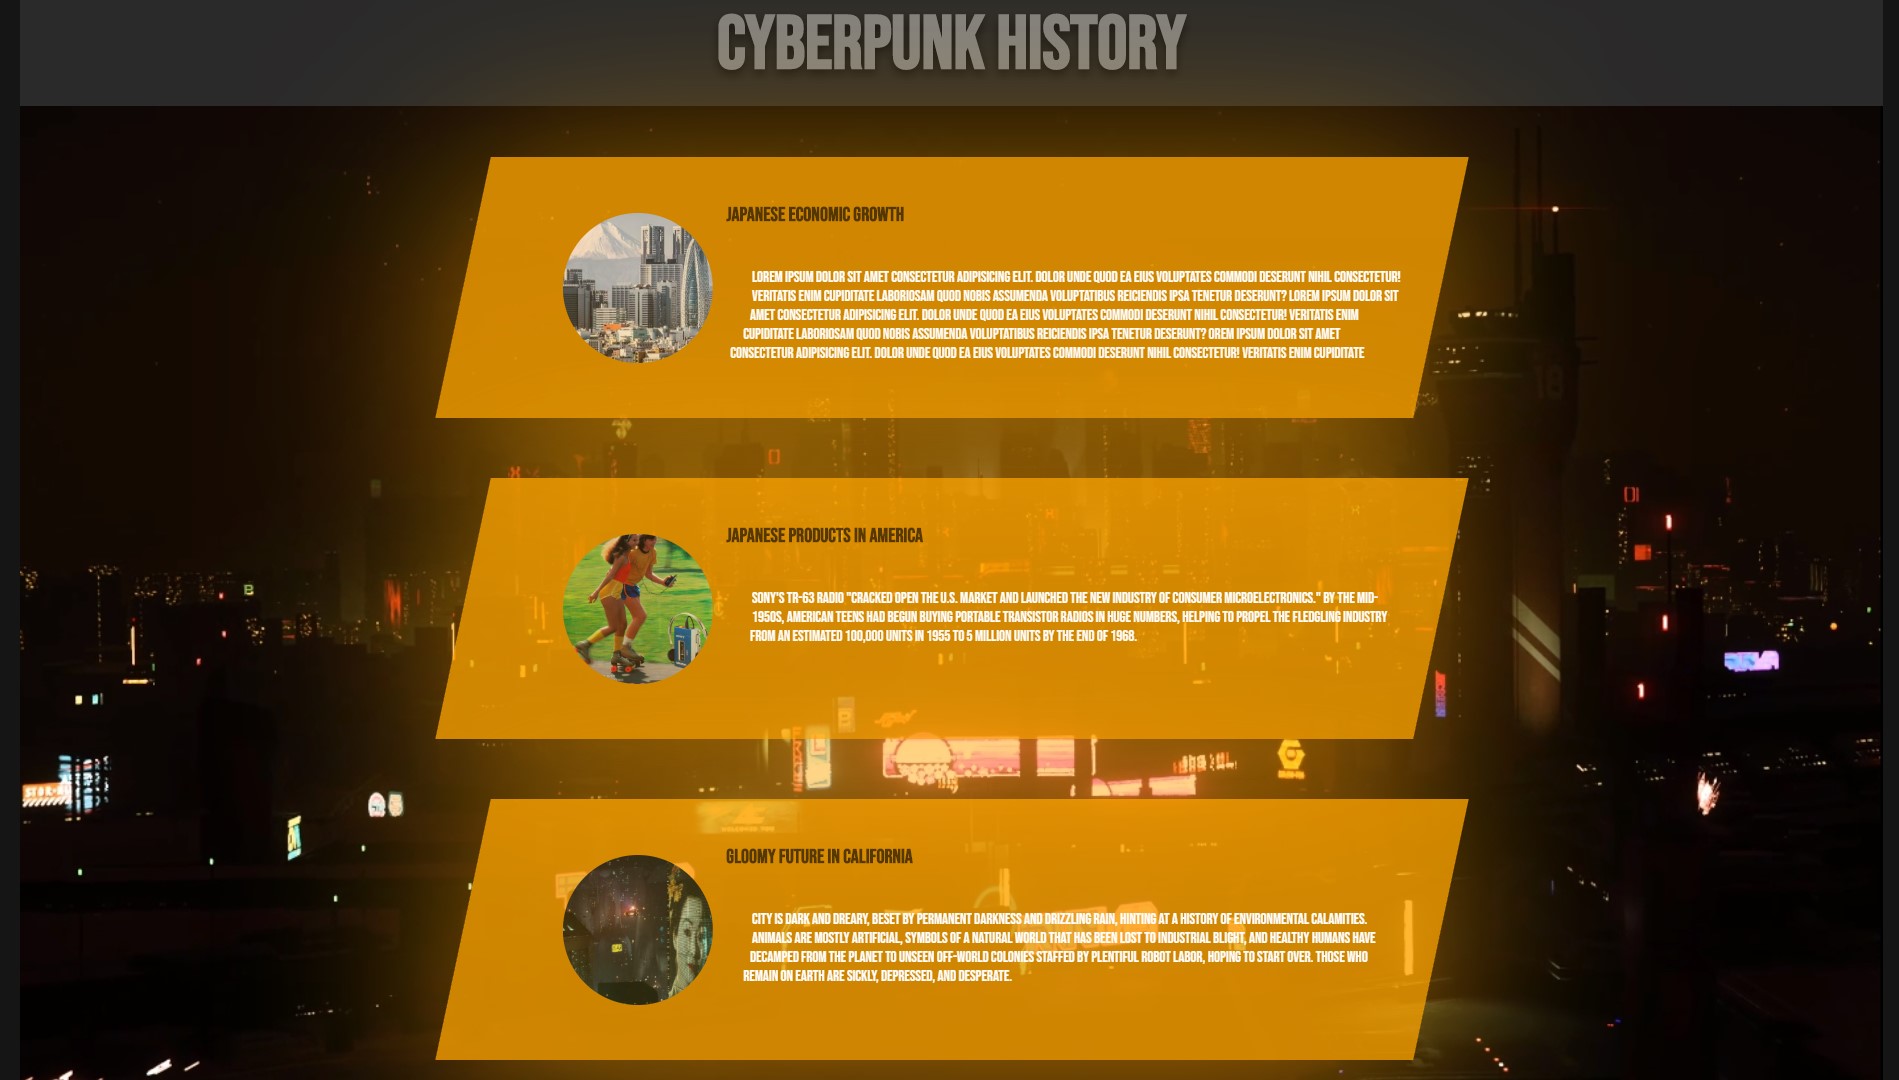 CYBERPUNK HISTORY
JAPANESE ECONOMIC GROWTH
LOREM IPSUM DOLOR SIT AMET CONSECTETUR ADIPISICING ELIT. DOLOR UNDE QUOD EA EIUS VOLUPTATES COMMODI DESERUNT NIHIL CONSECTETUR!
VERITATIS ENIM CUPIDITATE LABORIOSAM QUOD NOBIS ASSUMENDA VOLUPTATIBUS REICIENDIS IPSA TENETUR DESERUNT? LOREM IPSUM DOLOR SIT
AMET CONSECTETUR ADIPISICING ELIT. DOLOR UNDE QUOD EA EIUS VOLUPTATES COMMODI DESERUNT NIHIL CONSECTETUR! VERITATIS ENIM
CUPIDITATE LABORIOSAM QUOD NOBIS ASSUMENDA VOLUPTATIBUS REICIENDIS IPSA TENETUR DESERUNT? OREM IPSUM DOLOR SIT AMET
CONSECTETUR ADIPISICING ELIT. DOLOR UNDE QUOD EA EIUS VOLUPTATES COMMODI DESERUNT NIHIL CONSECTETUR! VERITATIS ENIM CUPIDITATE
18
JAPANESE PRODUCTS IN AMERICA
SONY'S TR-63 RADIO "CRACKED OPEN THE U.S. MARKET AND LAUNCHED THE NEW INDUSTRY OF CONSUMER MICROELECTRONICS." BY THE MID-
1950S, AMERICAN TEENS HAD BEGUN BUYING PORTABLE TRANSISTOR RADIOS IN HUGE NUMBERS, HELPING TO PROPEL THE FLEDGLING INDUSTRY
FROM AN ESTIMATED 100,000 UNITS IN 1955 TO 5 MILLION UNITS BY THE END OF 1968.
GLOOMY FUTURE IN CALIFORNIA
CITY IS DARK AND DREARY, BESET BY PERMANENT DARKNESS AND DRIZZLING RAIN, HINTING AT A HISTORY OF ENVIRONMENTAL CALAMITIES.
ANIMALS ARE MOSTLY ARTIFICIAL, SYMBOLS OF A NATURAL WORLD THAT HAS BEEN LOST TO INDUSTRIAL BLIGHT, AND HEALTHY HUMANS HAVE
DECAMPED FROM THE PLANET TO UNSEEN OFF-WORLD COLONIES STAFFED BY PLENTIFUL ROBOT LABOR, HOPING TO START OVER. THOSE WHO
REMAIN ON EARTH ARE SICKLY, DEPRESSED, AND DESPERATE.